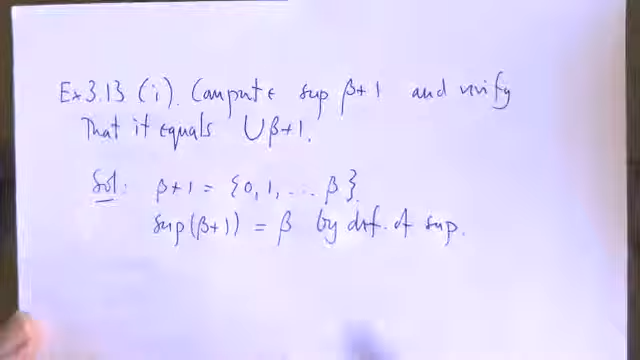 Ex 3.13 (i). Compute sup β+1 and verify
That it equals ∪β+1.
Sol: β+1 = {0, 1, ... β}.
sup(β+1) = β by def. of sup.